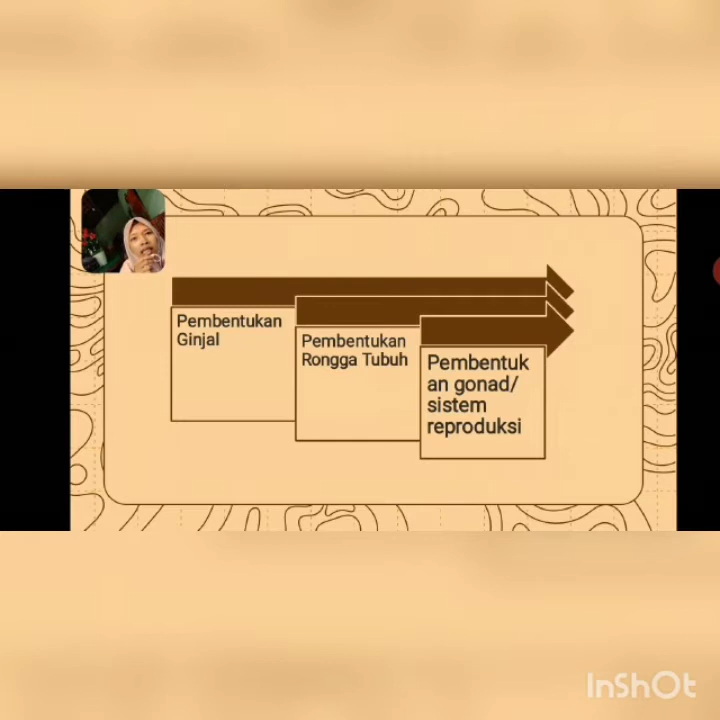 Pembentukan
Ginjal
Pembentukan
Rongga Tubuh
Pembentuk
an gonad/
sistem
reproduksi
InShOt